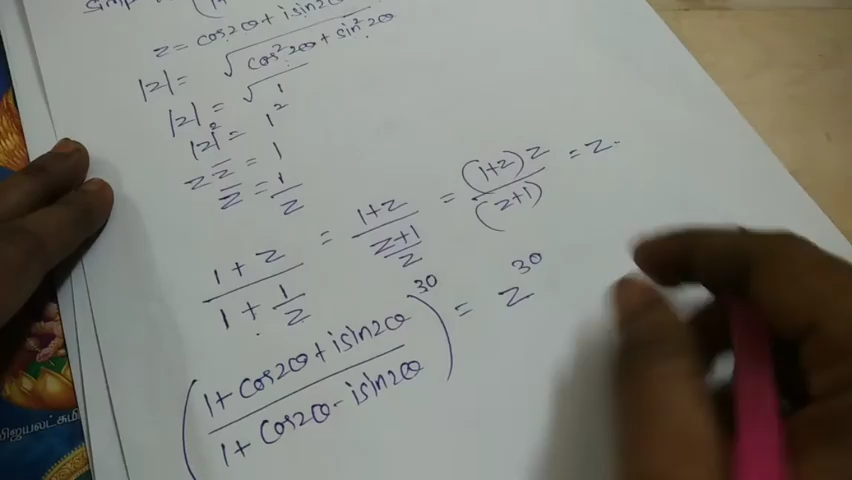 z = cos2θ + isin2θ
|z| = √(cos²2θ + sin²2θ)
|z| = √1
|z|² = 1²
z z̄ = 1
z̄ = 1/z
(1+z)/(1+1/z) = (1+z)/((z+1)/z) = ((1+z)z)/((z+1)) = z.
((1+cos2θ+isin2θ)/(1+cos2θ-isin2θ))³⁰ = z³⁰